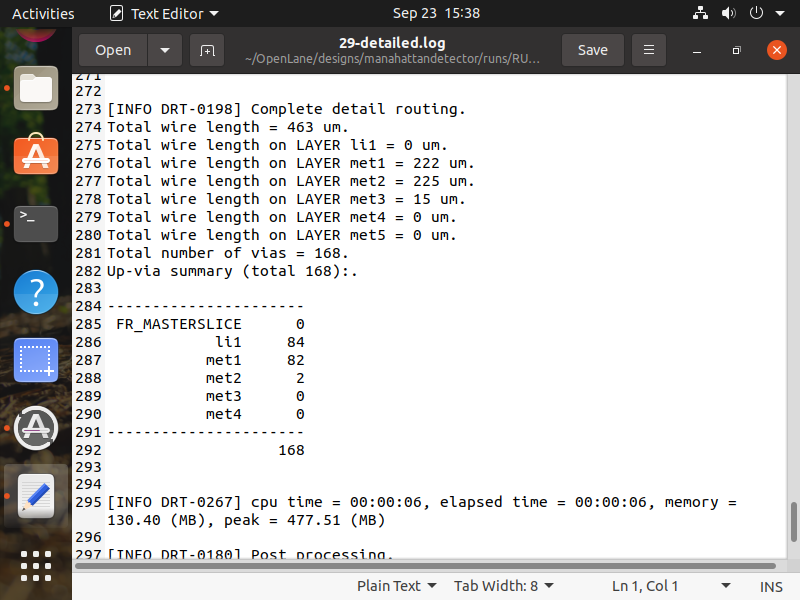 Activities
Text Editor
Sep 23 15:38
Open
29-detailed.log
~/OpenLane/designs/manahattandetector/runs/RU...
Save
271
272
273 [INFO DRT-0198] Complete detail routing.
274 Total wire length = 463 um.
275 Total wire length on LAYER li1 = 0 um.
276 Total wire length on LAYER met1 = 222 um.
277 Total wire length on LAYER met2 = 225 um.
278 Total wire length on LAYER met3 = 15 um.
279 Total wire length on LAYER met4 = 0 um.
280 Total wire length on LAYER met5 = 0 um.
281 Total number of vias = 168.
282 Up-via summary (total 168):.
283
284 ----------------------
285 FR_MASTERSLICE 0
286 li1 84
287 met1 82
288 met2 2
289 met3 0
290 met4 0
291 ----------------------
292 168
293
294
295 [INFO DRT-0267] cpu time = 00:00:06, elapsed time = 00:00:06, memory =
130.40 (MB), peak = 477.51 (MB)
296
297 [INFO DRT-0180] Post processing.
Plain Text
Tab Width: 8
Ln 1, Col 1
INS